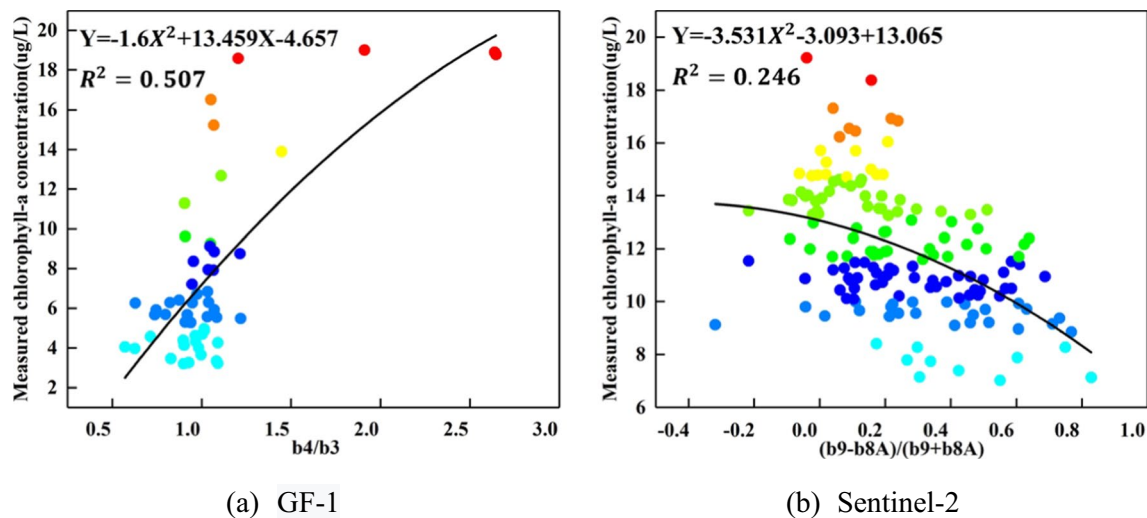 Y=-1.6X²+13.459X-4.657
R² = 0.507
Measured chlorophyll-a concentration(ug/L)
20
18
16
14
12
10
8
6
4
2
0.5 1.0 1.5 2.0 2.5 3.0
b4/b3
(a) GF-1
Y=-3.531X²-3.093+13.065
R² = 0.246
Measured chlorophyll-a concentration(ug/L)
20
18
16
14
12
10
8
6
-0.4 -0.2 0.0 0.2 0.4 0.6 0.8 1.0
(b9-b8A)/(b9+b8A)
(b) Sentinel-2